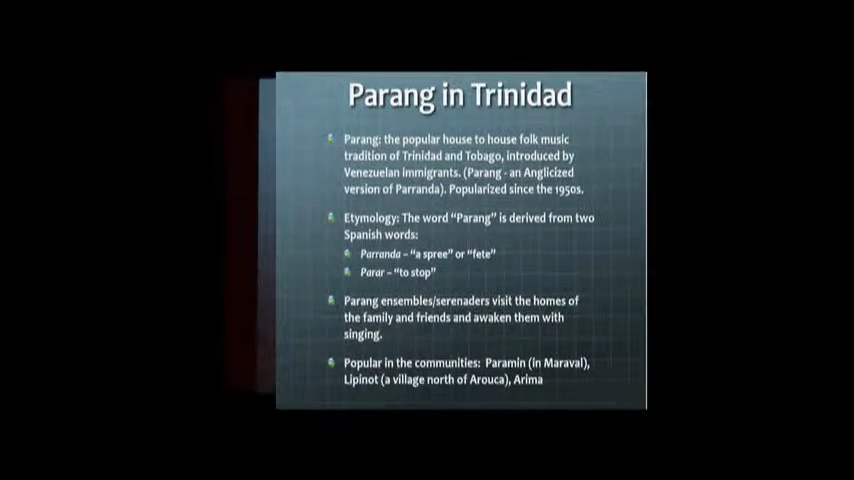 Parang in Trinidad
Parang: the popular house to house folk music
tradition of Trinidad and Tobago, introduced by
Venezuelan immigrants. (Parang - an Anglicized
version of Parranda). Popularized since the 1950s.
Etymology: The word “Parang” is derived from two
Spanish words:
Parranda – “a spree” or “fete”
Parar – “to stop”
Parang ensembles/serenaders visit the homes of
the family and friends and awaken them with
singing.
Popular in the communities: Paramin (in Maraval),
Lipinot (a village north of Arouca), Arima